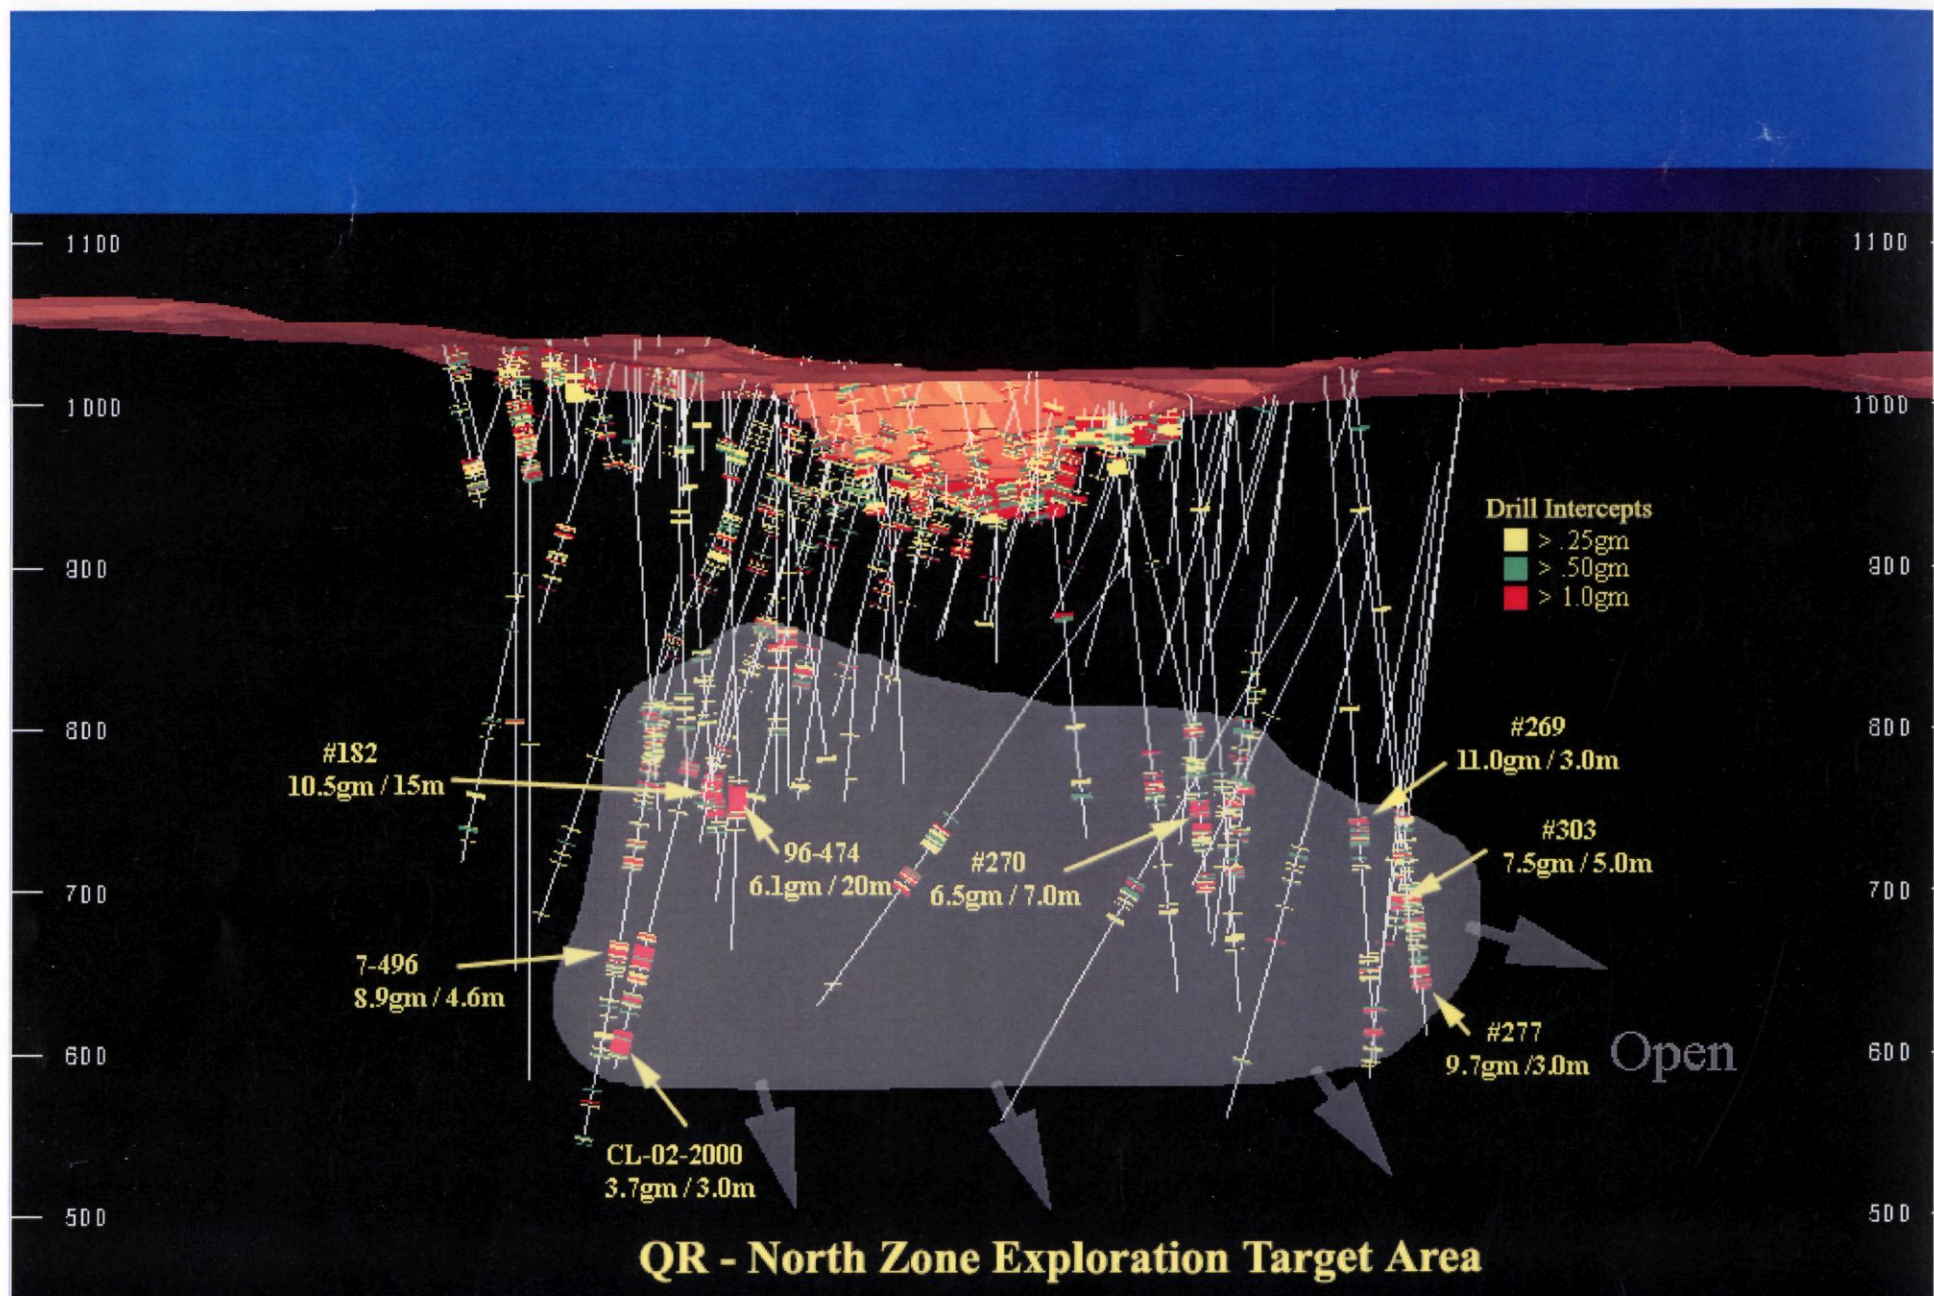 1100
1100
1000
1000
900
900
800
800
700
700
600
600
500
500
Drill Intercepts
> .25gm
> .50gm
> 1.0gm
#182
10.5gm / 15m
96-474
6.1gm / 20m
#270
6.5gm / 7.0m
#269
11.0gm / 3.0m
#303
7.5gm / 5.0m
7-496
8.9gm / 4.6m
#277
9.7gm /3.0m
Open
CL-02-2000
3.7gm / 3.0m
QR - North Zone Exploration Target Area